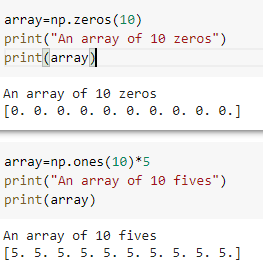 array=np.zeros(10)
print("An array of 10 zeros")
print(array)
An array of 10 zeros
[0. 0. 0. 0. 0. 0. 0. 0. 0. 0.]
array=np.ones(10)*5
print("An array of 10 fives")
print(array)
An array of 10 fives
[5. 5. 5. 5. 5. 5. 5. 5. 5. 5.]